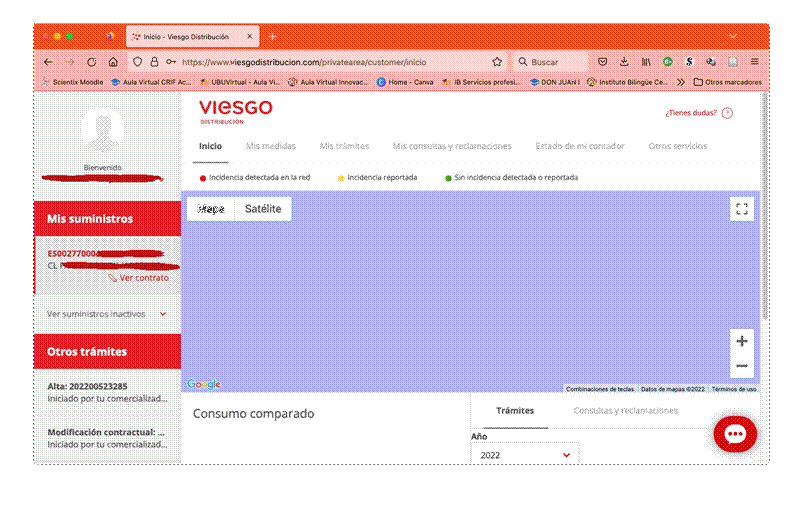 Inicio - Viesgo Distribución
https://www.viesgodistribucion.com/privatearea/customer/inicio
Buscar
Scientix Moodle
Aula Virtual CRIF Ac...
UBUVirtual - Aula Vi...
Aula Virtual Innovac...
Home - Canva
IB Servicios profesi...
DON JUAN I
Instituto Bilingüe Ce...
Otros marcadores
viesgo
DISTRIBUCIÓN
¿Tienes dudas? ?
Bienvenido
Inicio
Mis medidas
Mis trámites
Mis consultas y reclamaciones
Estado de mi contador
Otros servicios
Incidencia detectada en la red
Incidencia reportada
Sin incidencia detectada o reportada
Mis suministros
ES00277000
CL
Ver contrato
Ver suministros inactivos
Otros trámites
Alta: 202200523285
Iniciado por tu comercializad...
Modificación contractual: ...
Iniciado por tu comercializad...
Mapa
Satélite
+
−
Google
Combinaciones de teclas
Datos de mapas ©2022
Términos de uso
Consumo comparado
Trámites
Consultas y reclamaciones
Año
2022